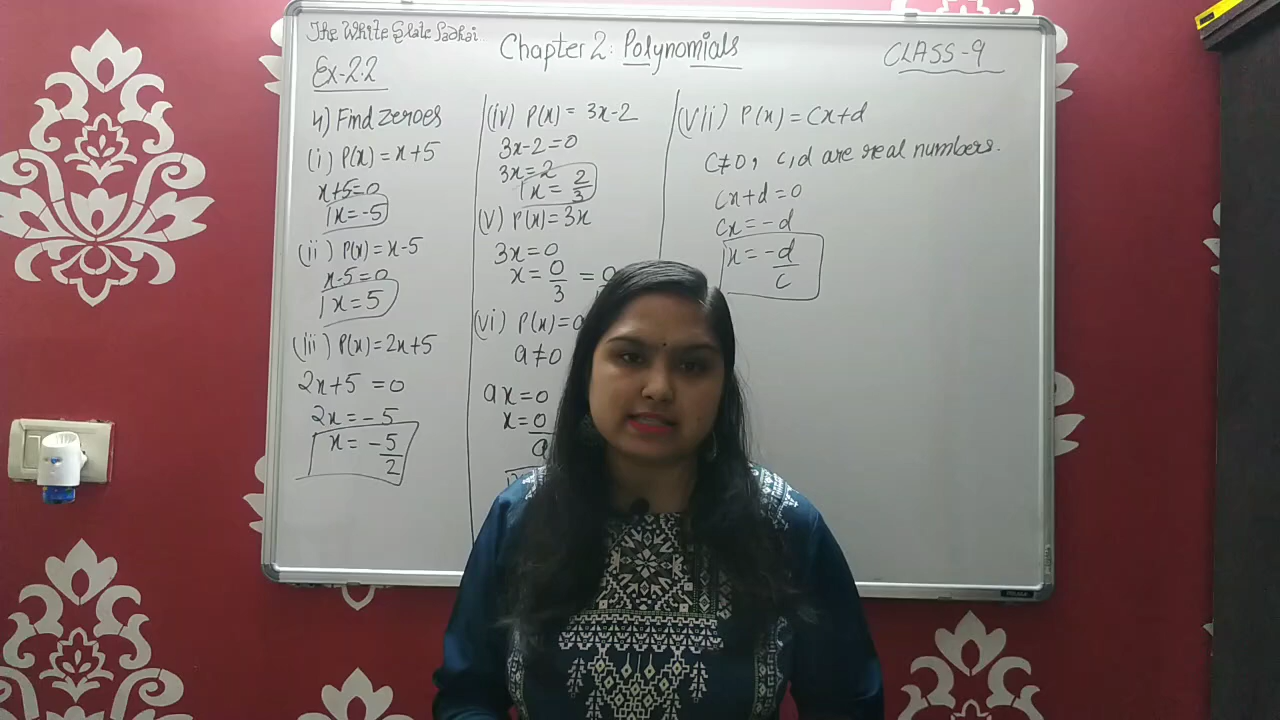 The White Slate Padhai
Chapter 2: Polynomials
CLASS-9
Ex-2.2
4) Find zeroes
(i) P(x) = x+5
x+5=0
x=-5
(ii) P(x) = x-5
x-5=0
x=5
(iii) P(x)=2x+5
2x+5 =0
2x=-5
x= -5/2
(iv) P(x) = 3x-2
3x-2=0
3x=2
x= 2/3
(v) P(x)=3x
3x=0
x= 0/3 = 0
(vi) P(x)=a
a≠0
ax=0
x=0/a
(vii) P(x)=cx+d
c≠0, c,d are real numbers.
cx+d =0
cx=-d
x=-d/c